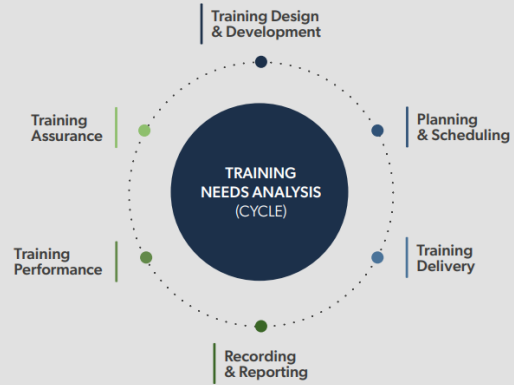 Training Design
& Development
Planning
& Scheduling
Training
Delivery
Recording
& Reporting
Training
Performance
Training
Assurance
TRAINING
NEEDS ANALYSIS
(CYCLE)